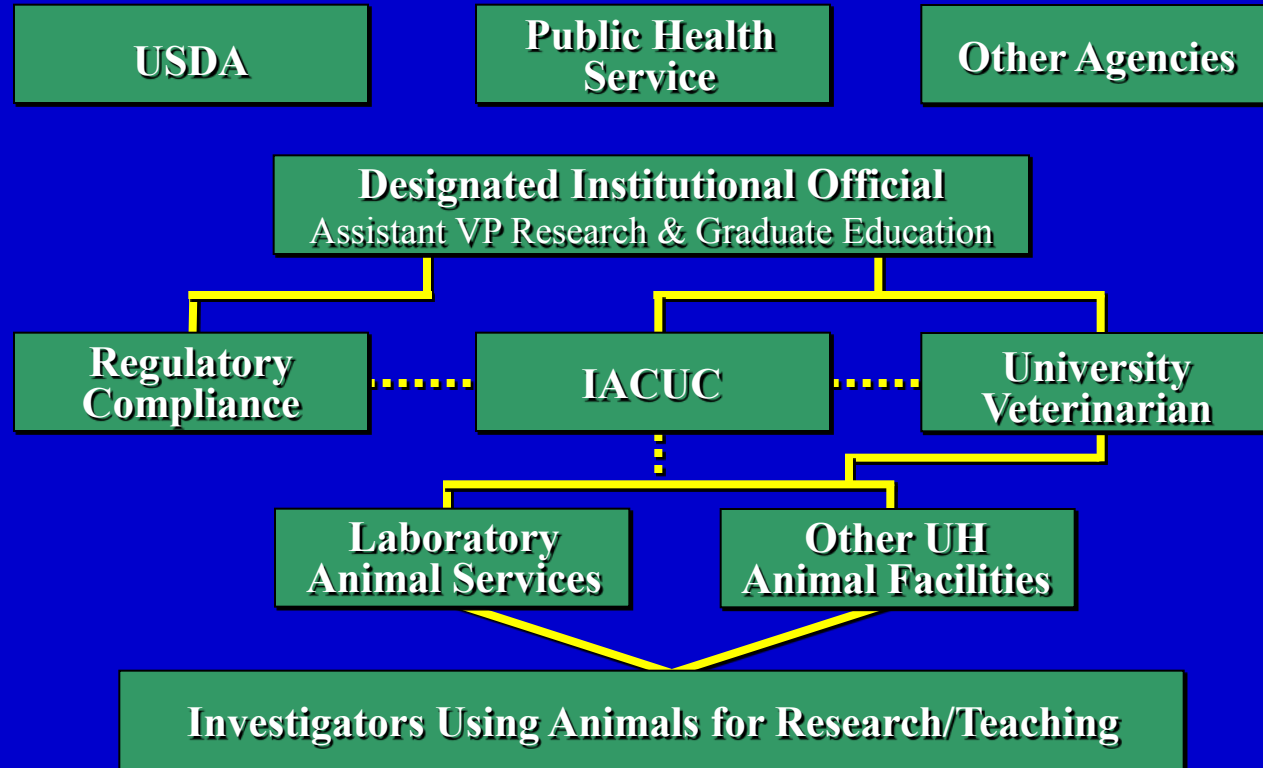 USDA
Public Health
Service
Other Agencies
Designated Institutional Official
Assistant VP Research & Graduate Education
Regulatory
Compliance
IACUC
University
Veterinarian
Laboratory
Animal Services
Other UH
Animal Facilities
Investigators Using Animals for Research/Teaching